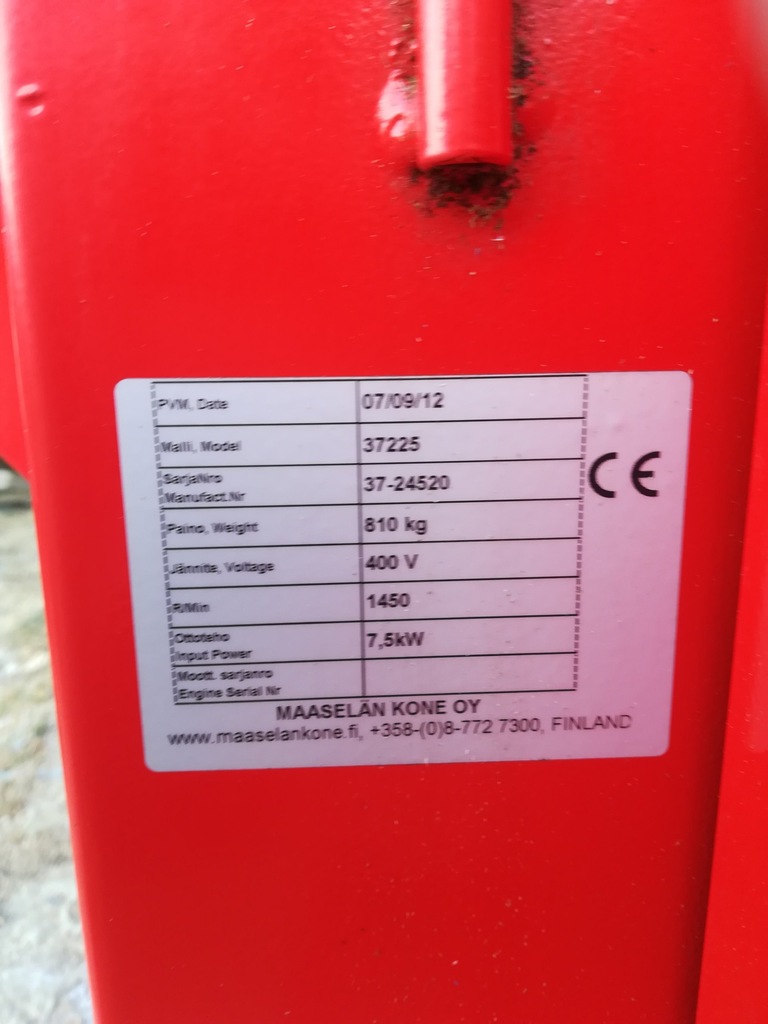 PVM, Date 07/09/12
Malli, Model 37225
SarjaNro
Manufact.Nr 37-24520
Paino, Weight 810 kg
Jännite, Voltage 400 V
R/Min 1450
Ottoteho
Input Power 7,5kW
Moott. sarjanro
Engine Serial Nr
CE
MAASELÄN KONE OY
www.maaselankone.fi, +358-(0)8-772 7300, FINLAND